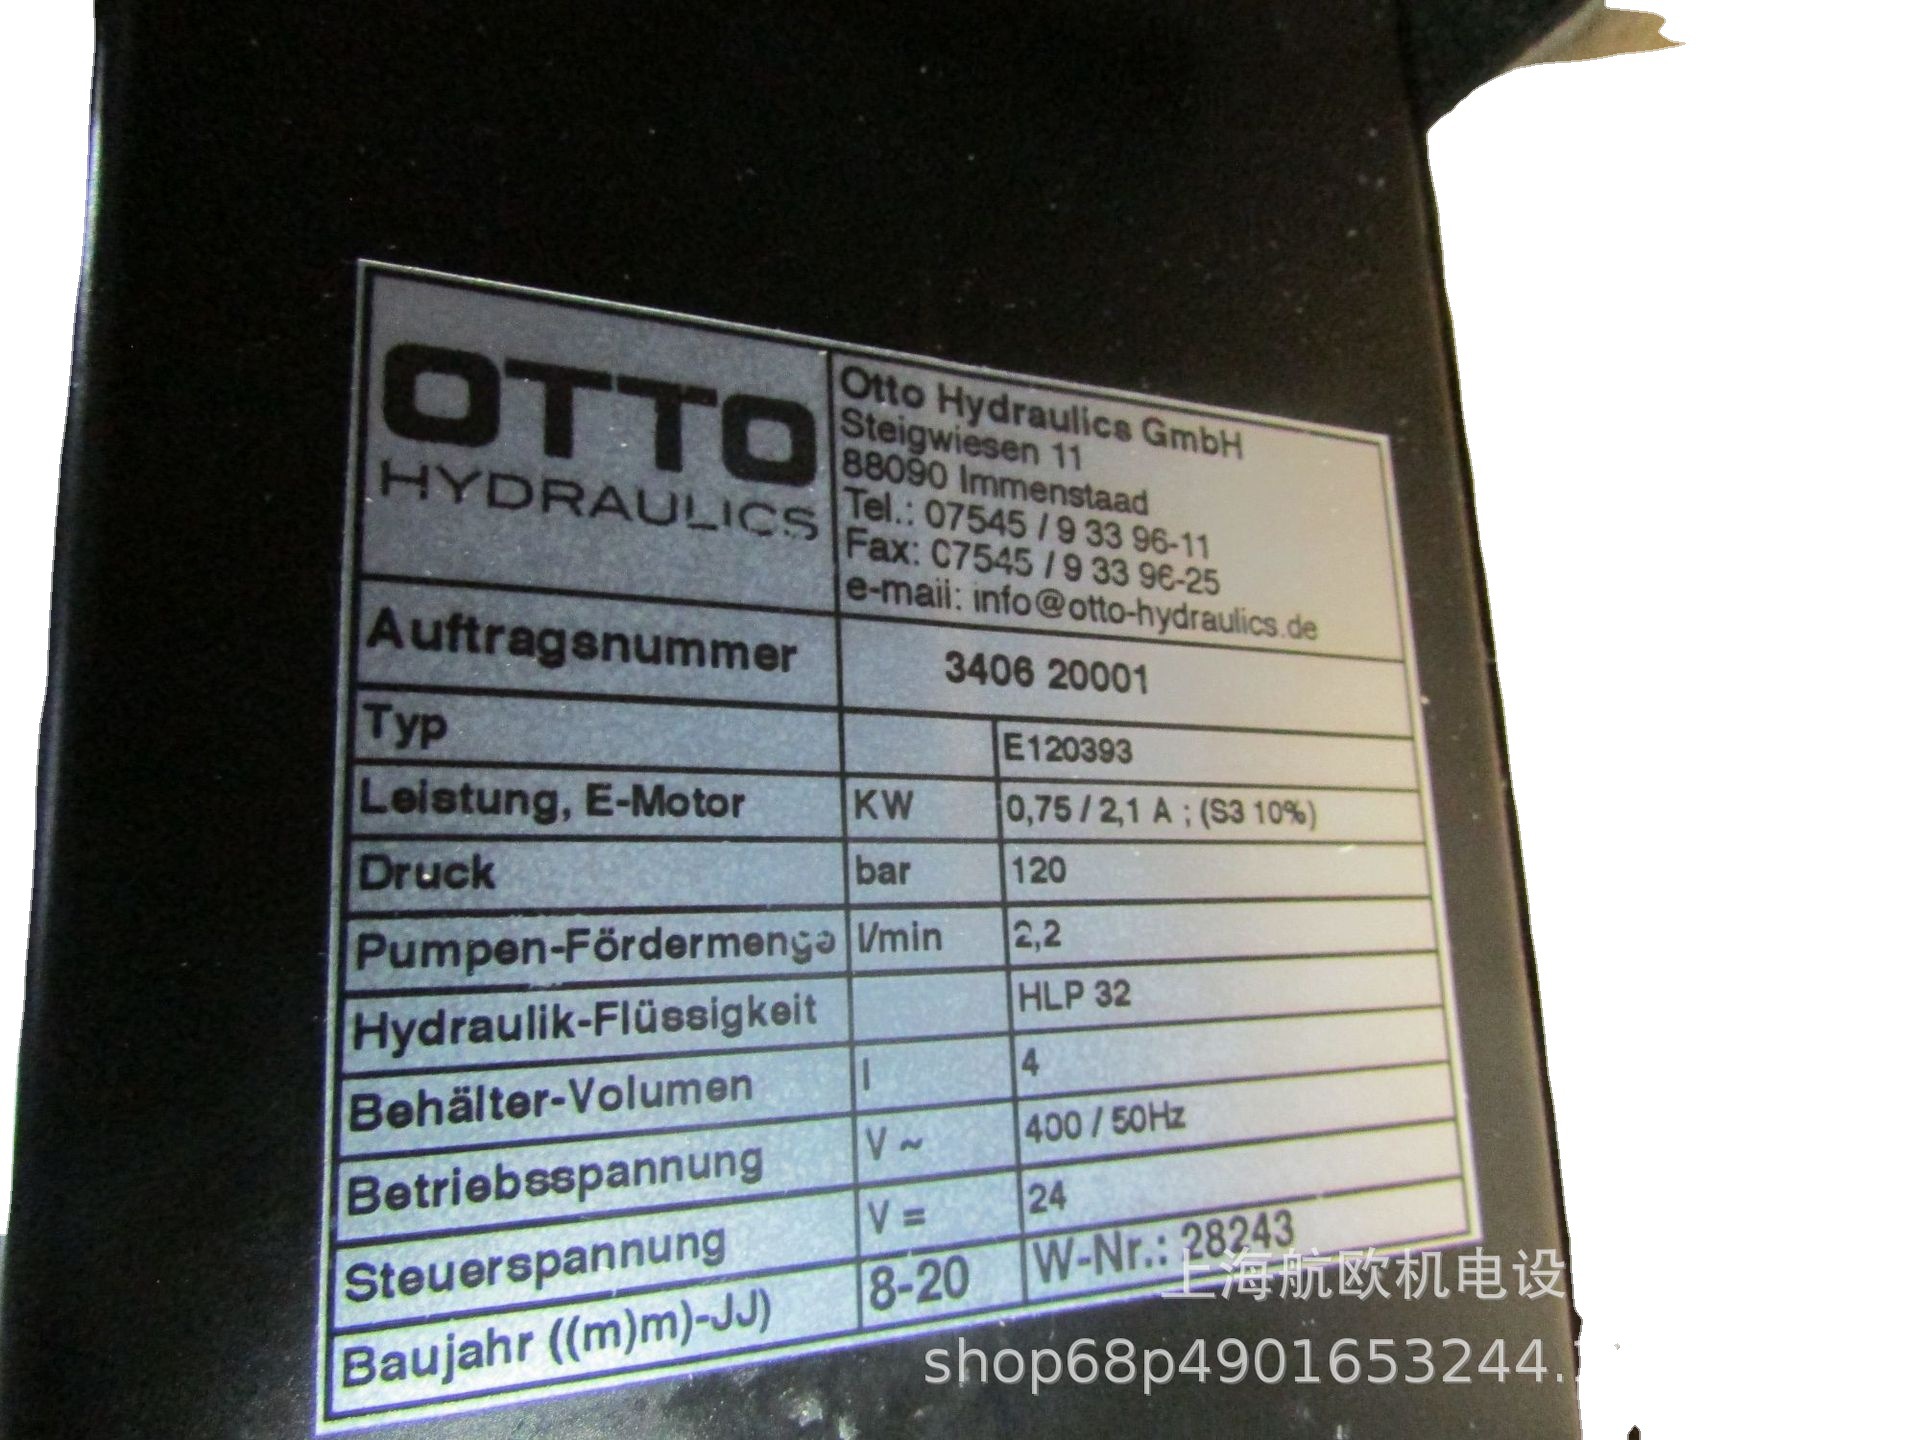 OTTO
HYDRAULICS
Otto Hydraulics GmbH
Steigwiesen 11
88090 Immenstaad
Tel.: 07545 / 9 33 96-11
Fax: 07545 / 9 33 96-25
e-mail: info@otto-hydraulics.de
Auftragsnummer 3406 20001
Typ E120393
Leistung, E-Motor KW 0,75 / 2,1 A ; (S3 10%)
Druck bar 120
Pumpen-Fördermenge l/min 2,2
Hydraulik-Flüssigkeit HLP 32
Behälter-Volumen l 4
Betriebsspannung V ~ 400 / 50Hz
Steuerspannung V = 24
Baujahr ((m)m)-JJ) 8-20 W-Nr.: 28243
上海航欧机电设
shop68p4901653244.1